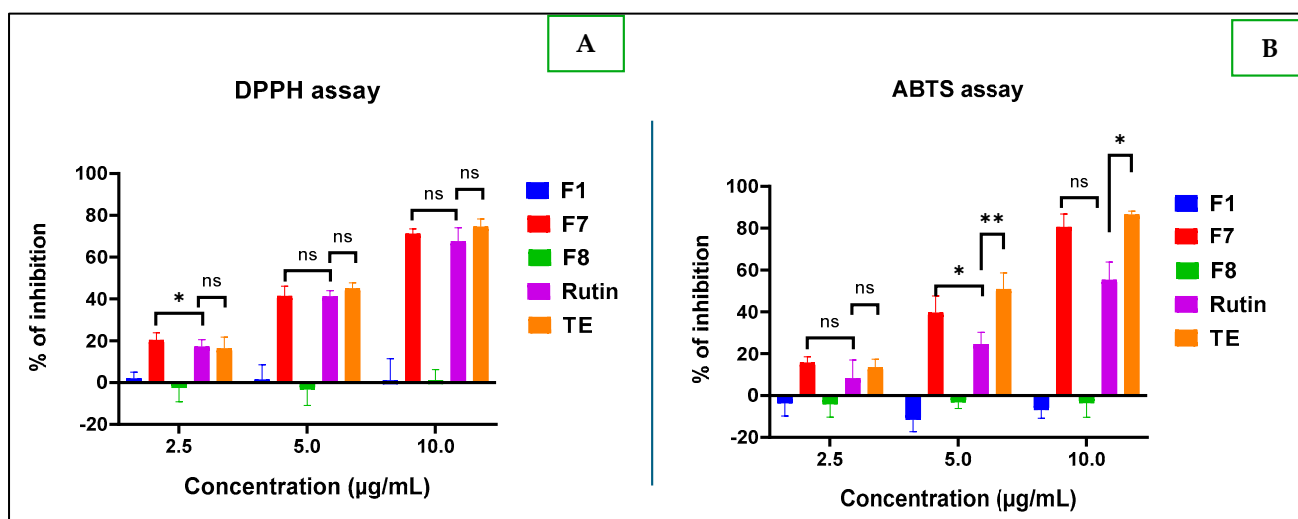 A
DPPH assay
% of inhibition
100
80
60
40
20
0
-20
*
ns
ns
ns
ns
ns
2.5
5.0
10.0
Concentration (µg/mL)
F1
F7
F8
Rutin
TE
B
ABTS assay
% of inhibition
100
80
60
40
20
0
-20
ns
ns
*
**
ns
*
2.5
5.0
10.0
Concentration (µg/mL)
F1
F7
F8
Rutin
TE